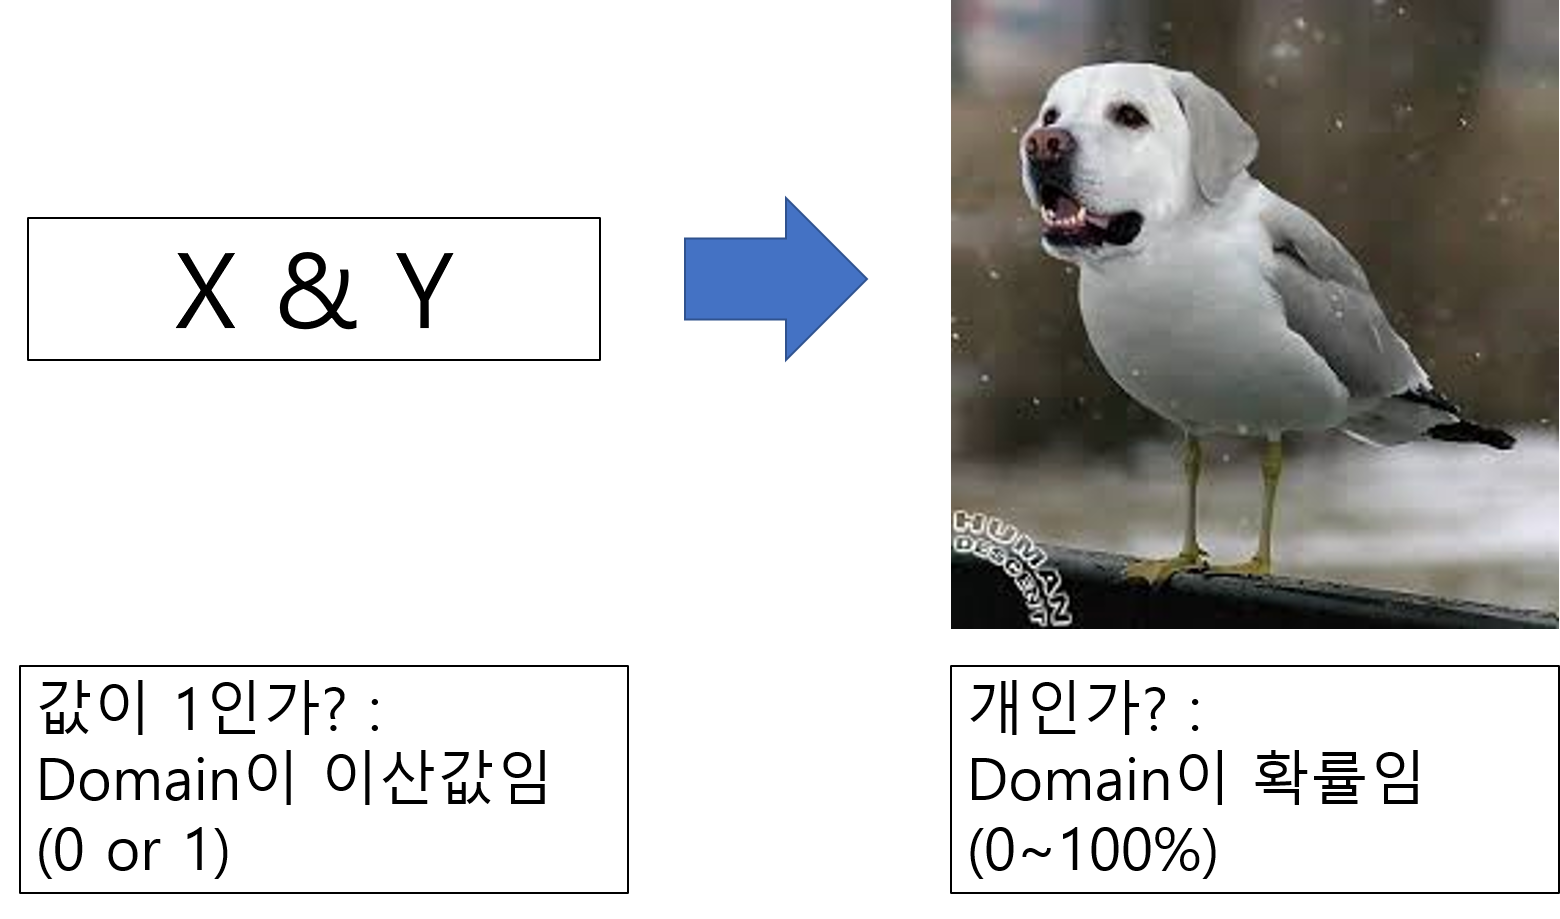 X & Y
HUMAN
DESCENT
값이 1인가? :
Domain이 이산값임
(0 or 1)
개인가? :
Domain이 확률임
(0~100%)